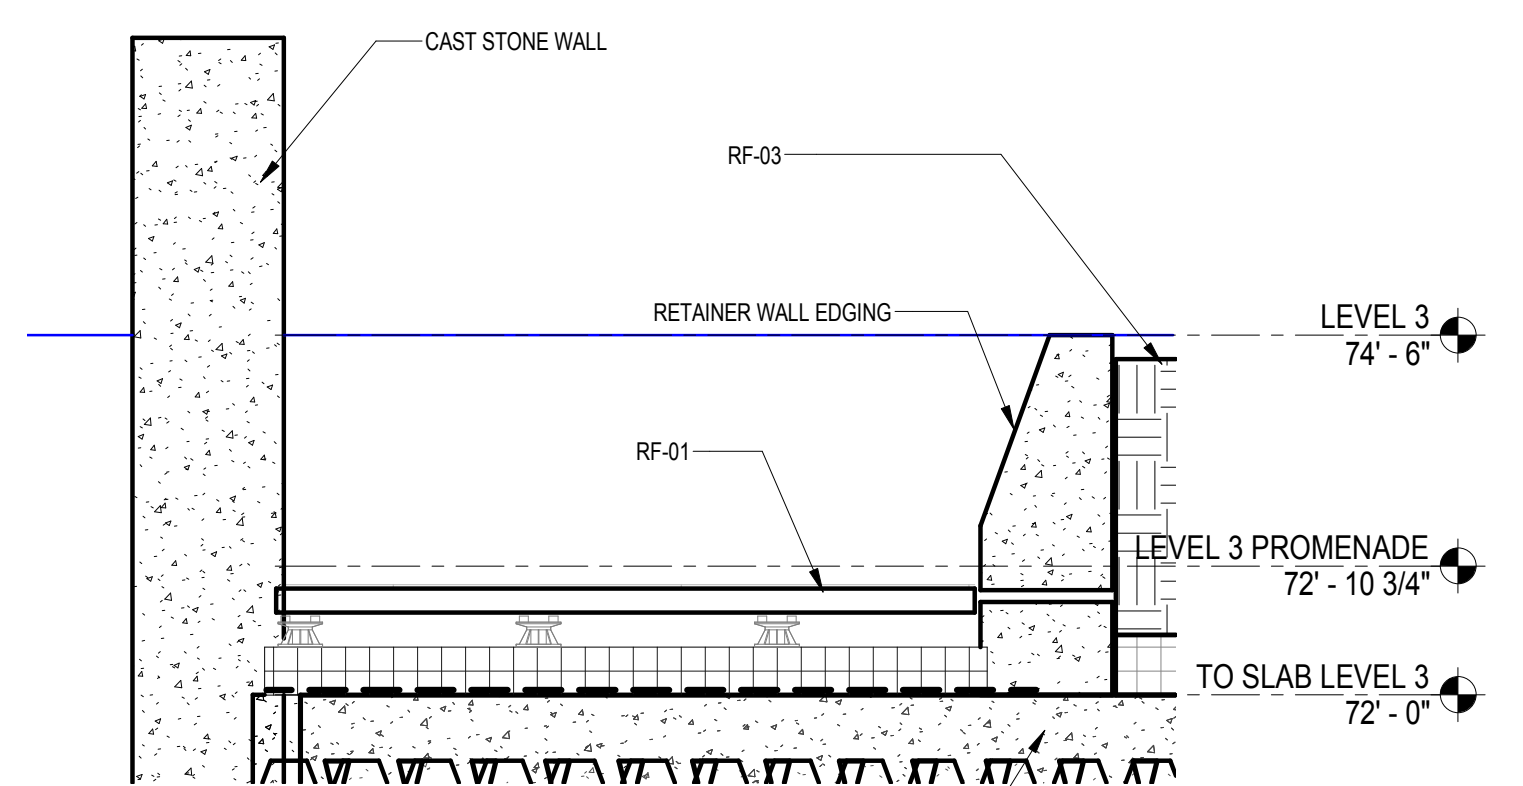 CAST STONE WALL
RF-03
RETAINER WALL EDGING
LEVEL 3
74' - 6"
RF-01
LEVEL 3 PROMENADE
72' - 10 3/4"
TO SLAB LEVEL 3
72' - 0"